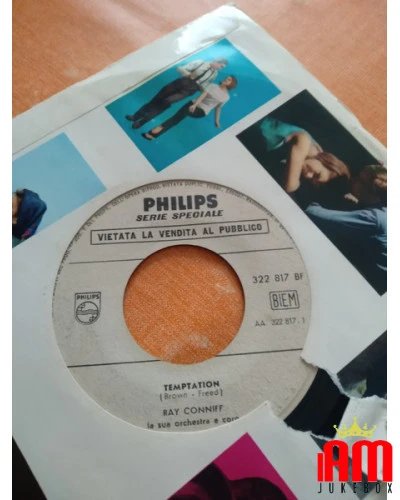 PHILIPS
SERIE SPECIALE
VIETATA LA VENDITA AL PUBBLICO
322 817 BF
PHILIPS
BIEM
AA 322 817. 1
TEMPTATION
(Brown - Freed)
RAY CONNIFF
la sua orchestra e coro
IAM
JUKEBOX